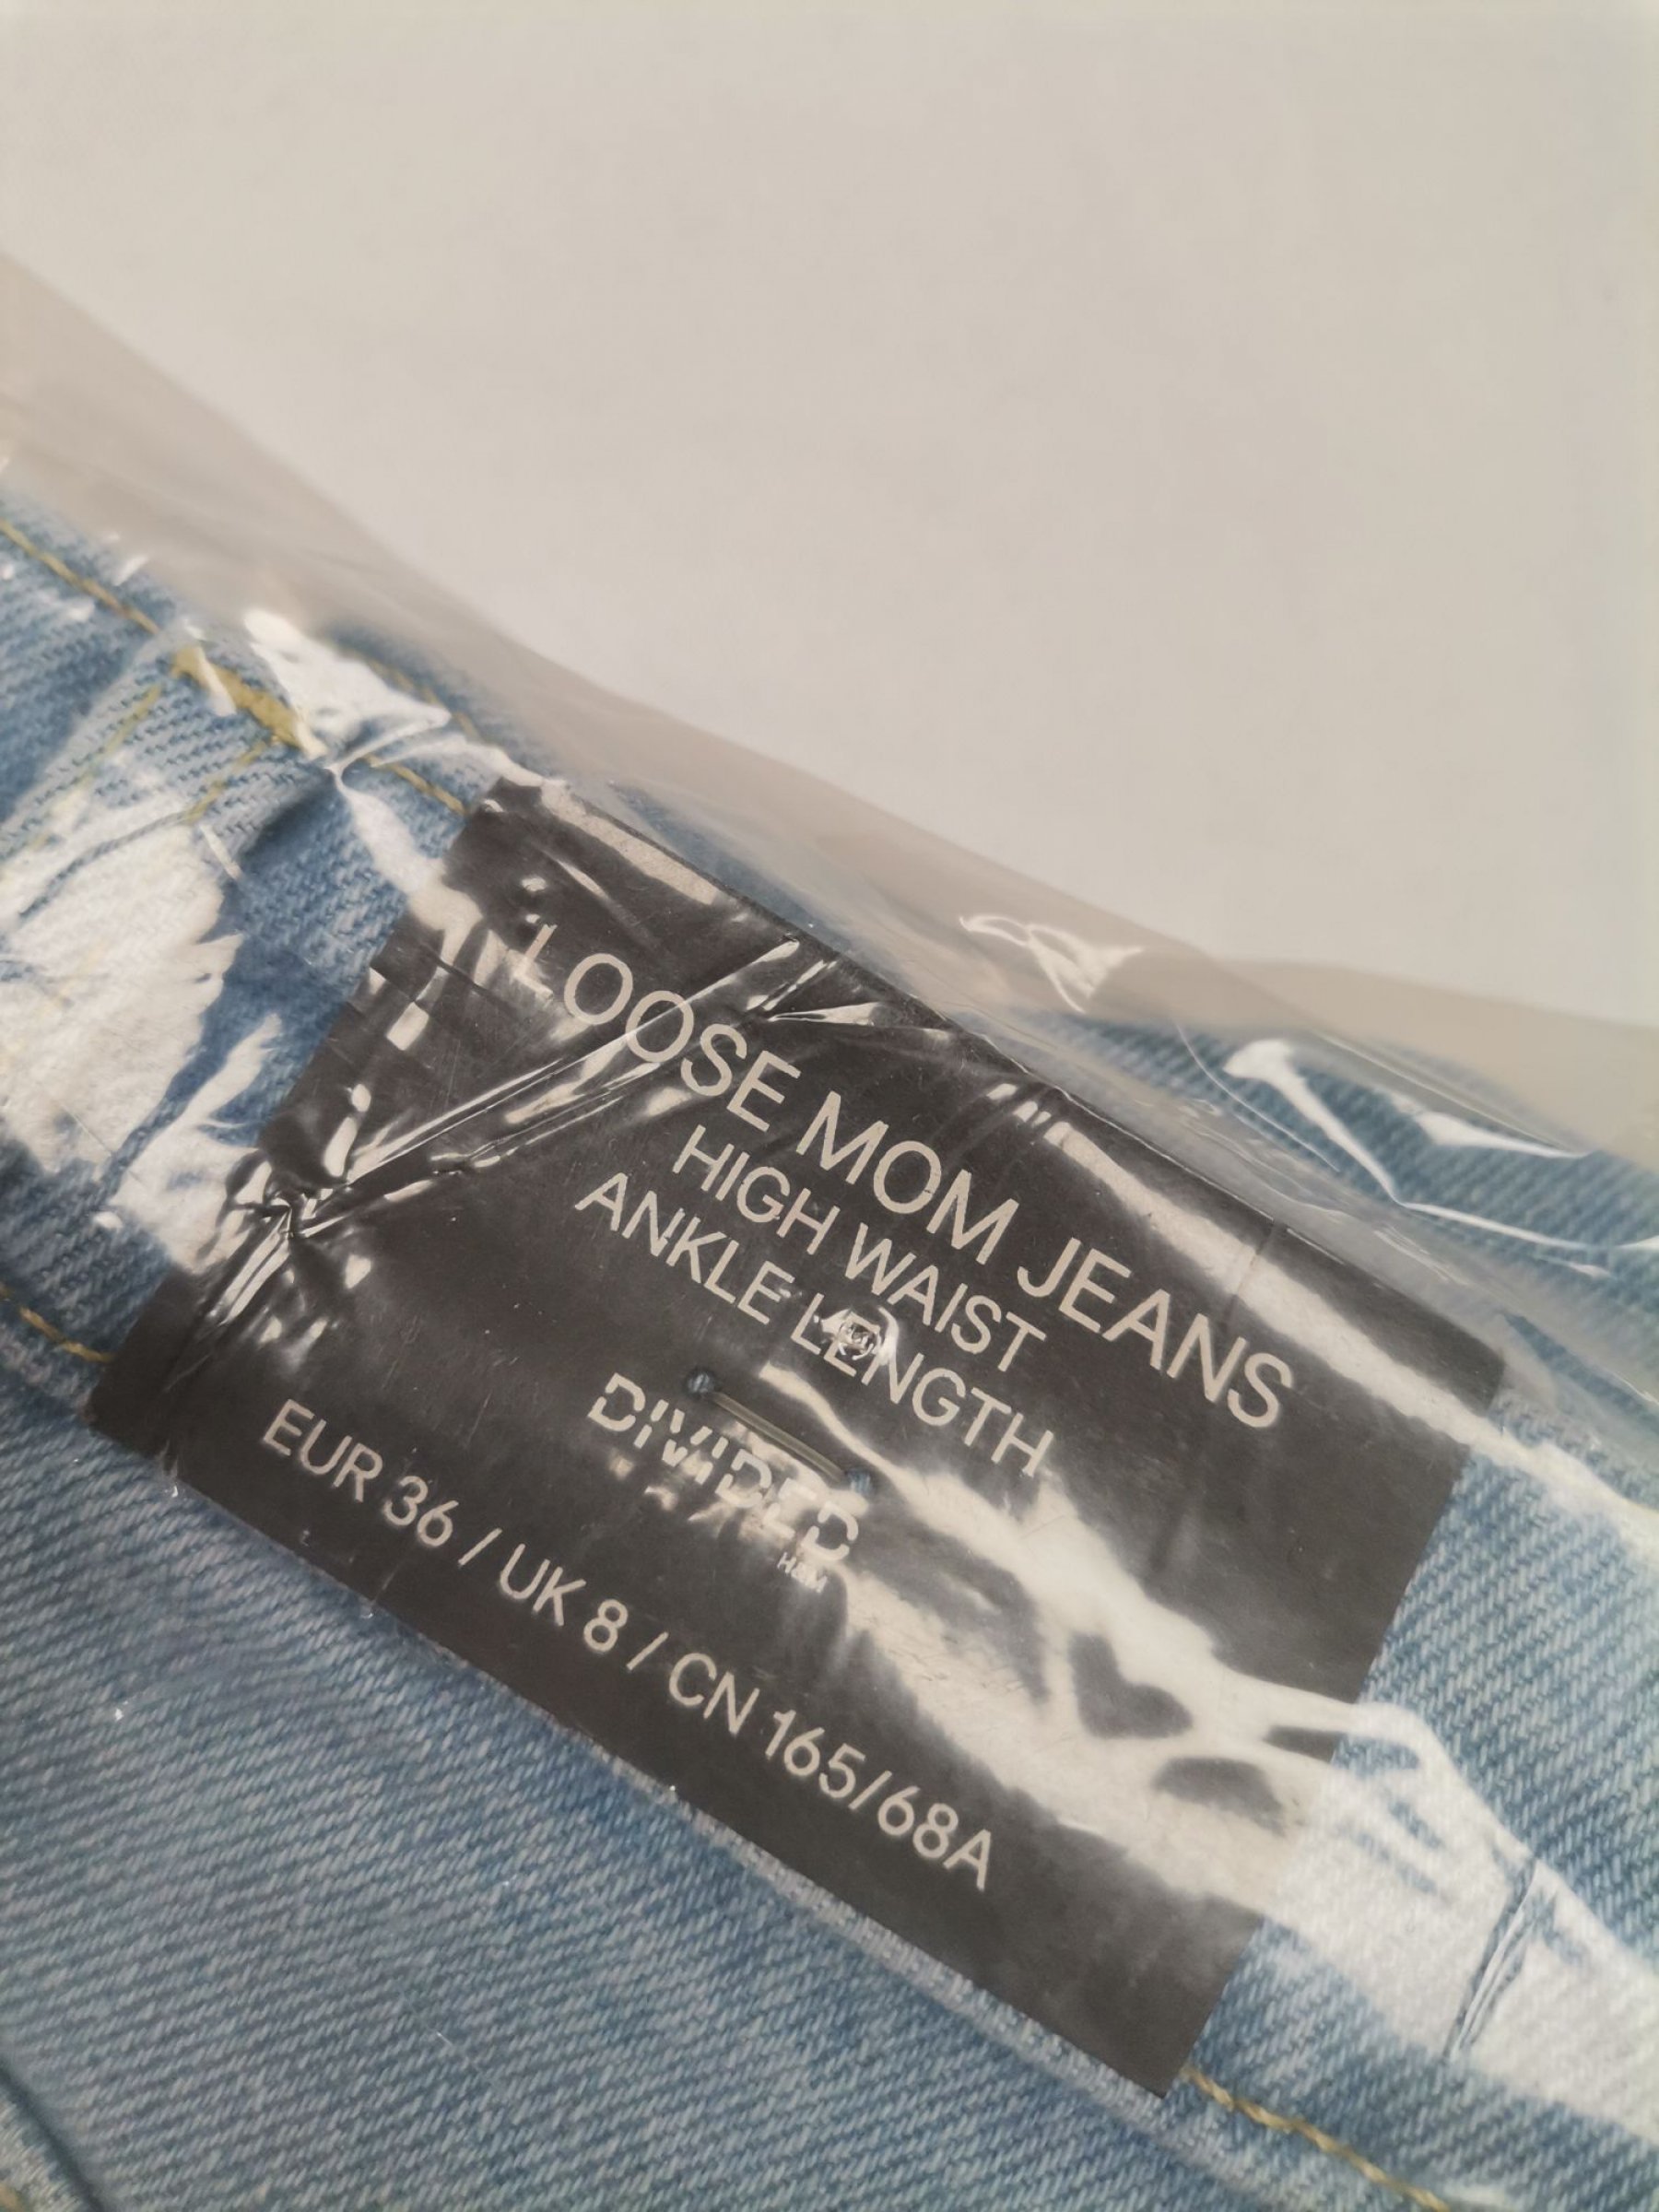 LOOSE MOM JEANS
HIGH WAIST
ANKLE LENGTH
DIVIDED
H&M
EUR 36 / UK 8 / CN 165/68A